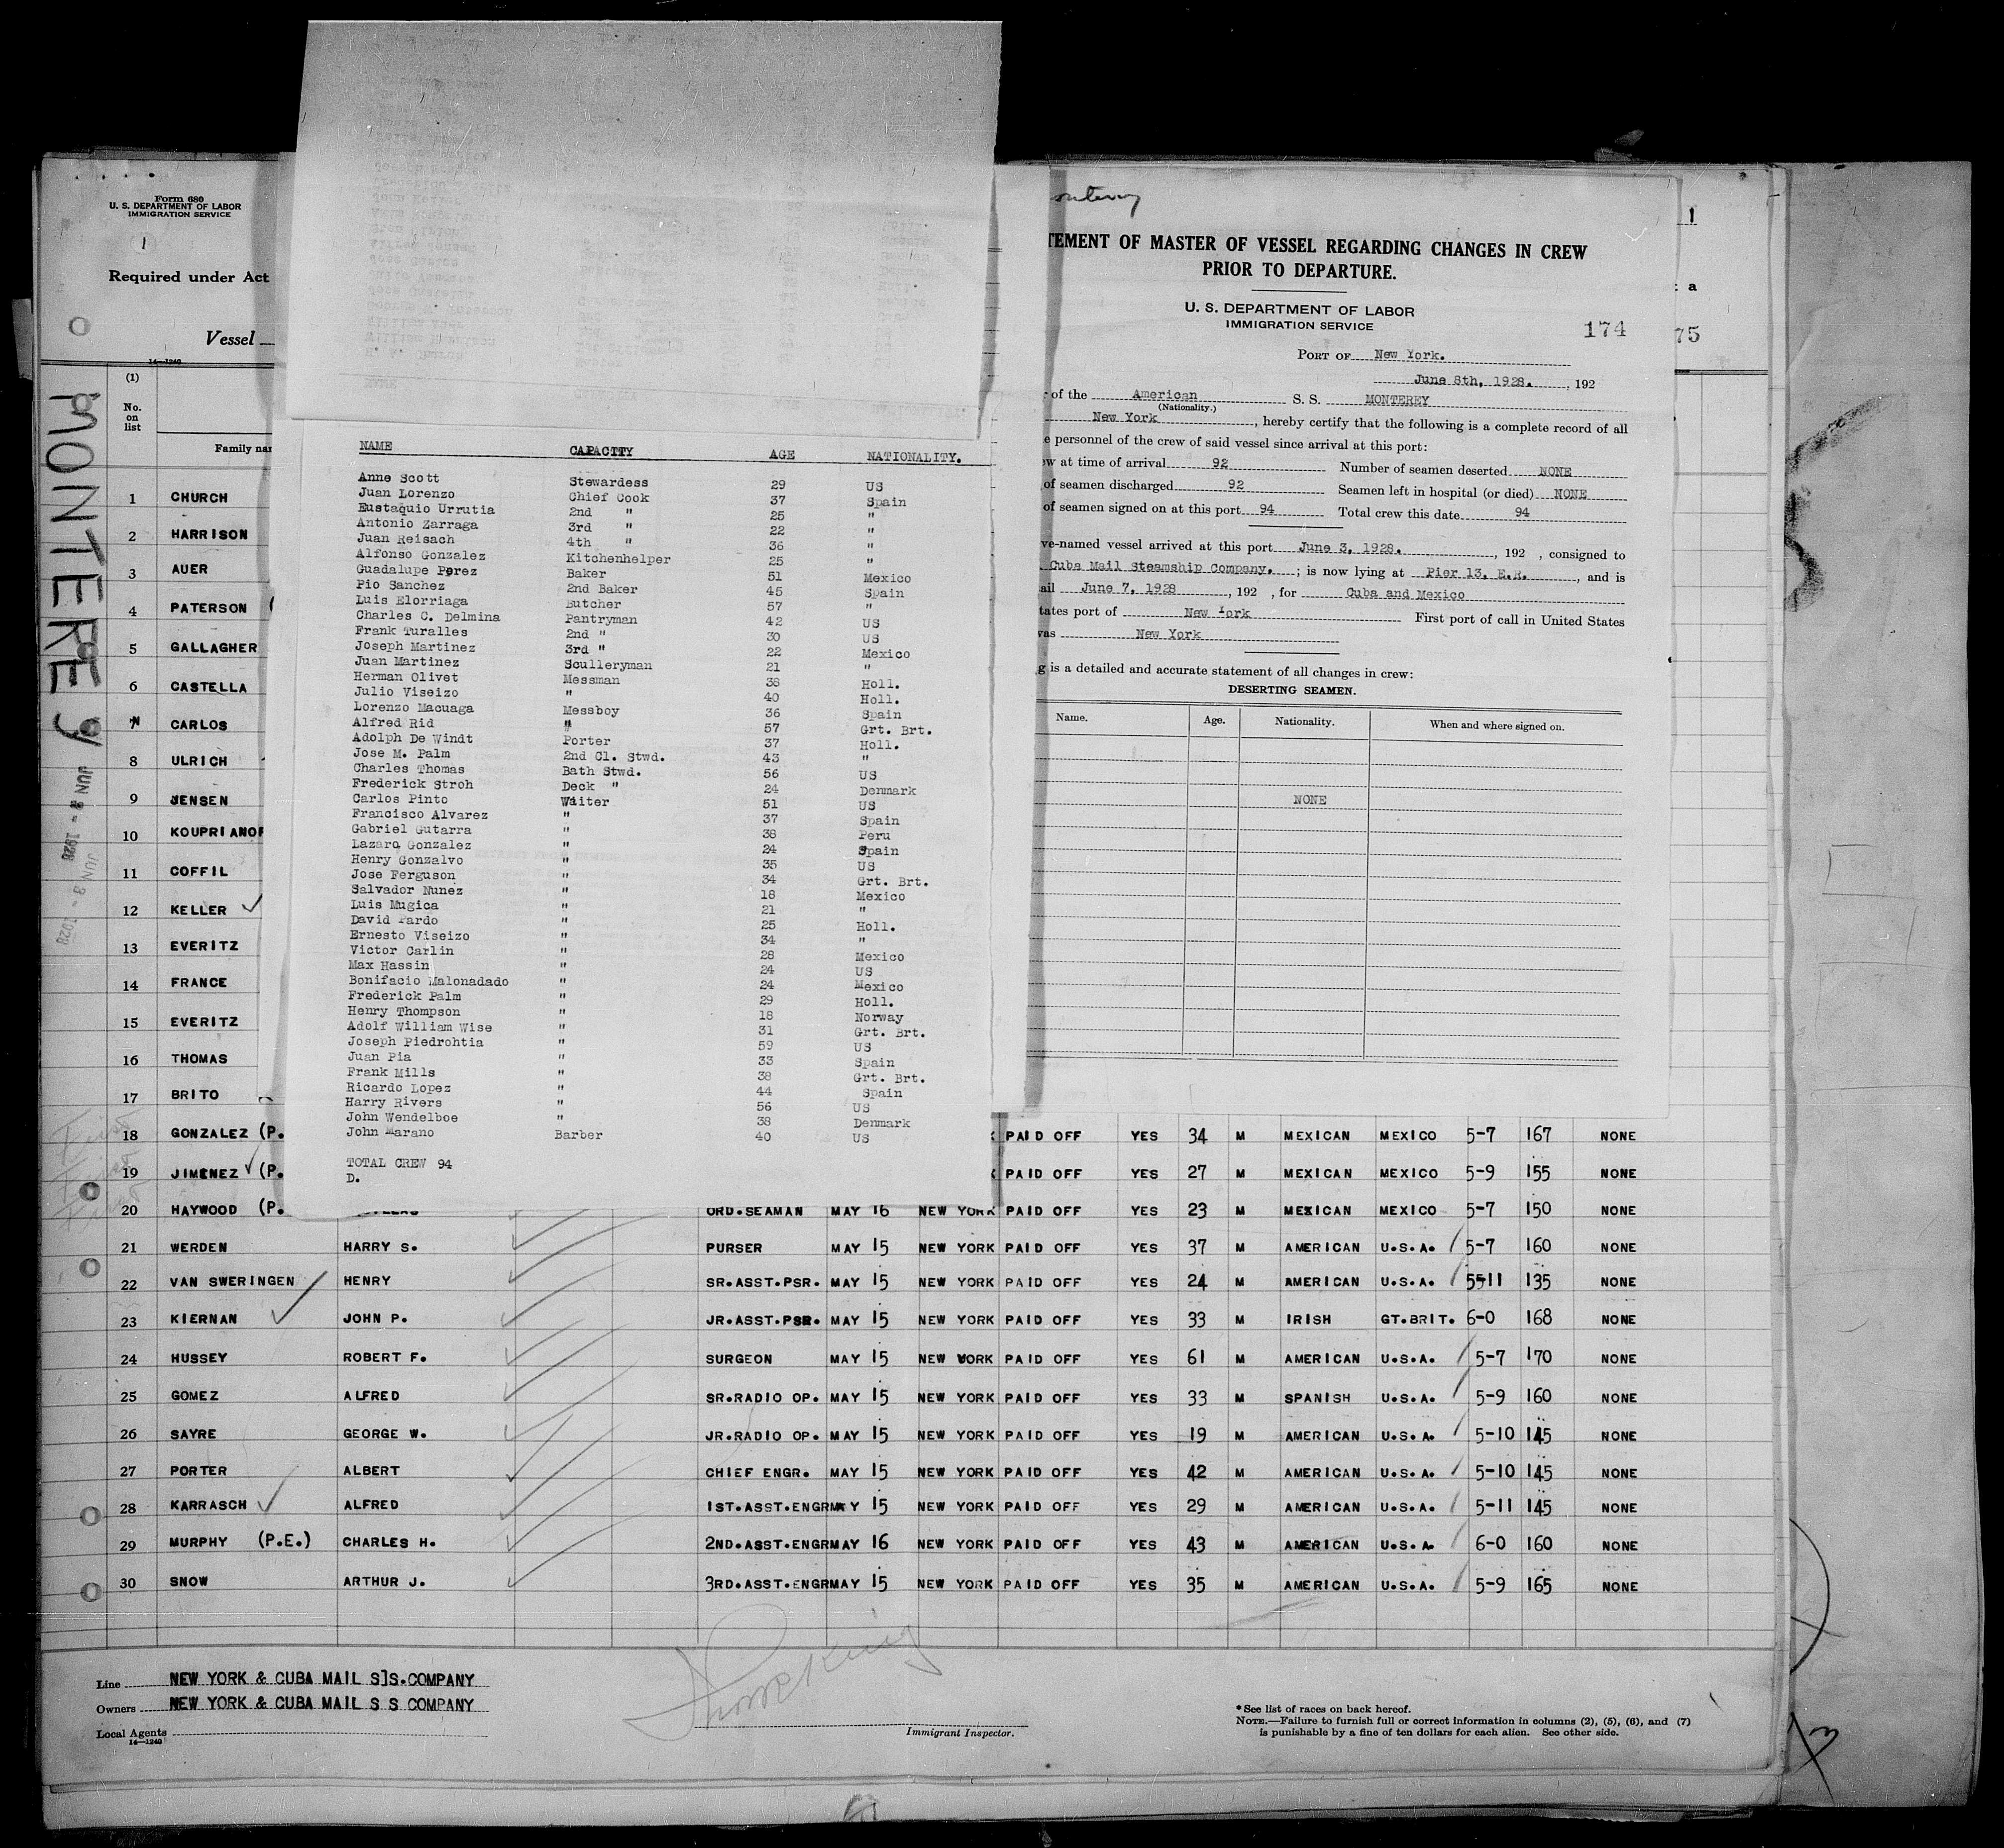 Form 680
U. S. DEPARTMENT OF LABOR
IMMIGRATION SERVICE
1
Required under Act
Vessel
14—1240
MONTEREY
JUN 3 - 1928
JUN 3 - 1928
(1)
No. on list
Family
1 CHURCH
2 HARRISON
3 AUER
4 PATERSON (
5 GALLAGHER
6 CASTELLA
7 CARLOS
8 ULRICH
9 JENSEN
10 KOUPRIANOF
11 COFFIL
12 KELLER
13 EVERITZ
14 FRANCE
15 EVERITZ
16 THOMAS
17 BRITO
NAME CAPACITY AGE NATIONALITY.
Anne Scott Stewardess 29 US
Juan Lorenzo Chief Cook 37 Spain
Eustaquio Urrutia 2nd " 25 "
Antonio Zarraga 3rd " 22 "
Juan Reisach 4th " 36 "
Alfonso Gonzalez Kitchenhelper 25 "
Guadalupe Perez Baker 51 Mexico
Pio Sanchez 2nd Baker 45 Spain
Luis Elorriaga Butcher 57 "
Charles C. Delmina Pantryman 42 US
Frank Turalles 2nd " 30 US
Joseph Martinez 3rd " 22 Mexico
Juan Martinez Sculleryman 21 "
Herman Olivet Messman 38 Holl.
Julio Viseizo " 40 Holl.
Lorenzo Macuaga Messboy 36 Spain
Alfred Rid " 57 Grt. Brt.
Adolph De Windt Porter 37 Holl.
Jose M. Palm 2nd Cl. Stwd. 43 "
Charles Thomas Bath Stwd. 56 US
Frederick Stroh Deck " 24 Denmark
Carlos Pinto Waiter 51 US
Francisco Alvarez " 37 Spain
Gabriel Gutarra " 38 Peru
Lazaro Gonzalez " 24 Spain
Henry Gonzalvo " 35 US
Jose Ferguson " 34 Grt. Brt.
Salvador Nunez " 18 Mexico
Luis Mugica " 21 "
David Pardo " 25 Holl.
Ernesto Viseizo " 34 "
Victor Carlin " 28 Mexico
Max Hassin " 24 US
Bonifacio Malonadado " 24 Mexico
Frederick Palm " 29 Holl.
Henry Thompson " 18 Norway
Adolf William Wise " 31 Grt. Brt.
Joseph Piedrohtia " 59 US
Juan Pia " 33 Spain
Frank Mills " 38 Grt. Brt.
Ricardo Lopez " 44 Spain
Harry Rivers " 56 US
John Wendelboe " 38 Denmark
John Marano Barber 40 US
TOTAL CREW 94
D.
onterey
TEMENT OF MASTER OF VESSEL REGARDING CHANGES IN CREW
PRIOR TO DEPARTURE.
U. S. DEPARTMENT OF LABOR
IMMIGRATION SERVICE
174
75
1
a
PORT OF New York.
June 8th, 1928. , 192
of the American S. S. MONTEREY
(Nationality.)
New York , hereby certify that the following is a complete record of all
e personnel of the crew of said vessel since arrival at this port:
ew at time of arrival 92 Number of seamen deserted NONE
of seamen discharged 92 Seamen left in hospital (or died) NONE
of seamen signed on at this port 94 Total crew this date 94
ve-named vessel arrived at this port June 3, 1928. , 192 , consigned to
Cuba Mail Steamship Company. ; is now lying at Pier 13, E.R. , and is
ail June 7, 1928 , 192 , for Cuba and Mexico
tates port of New York First port of call in United States
was New York
g is a detailed and accurate statement of all changes in crew:
DESERTING SEAMEN.
Name. Age. Nationality. When and where signed on.
NONE
18 GONZALEZ (P. PAID OFF YES 34 M MEXICAN MEXICO 5-7 167 NONE
19 JIMENEZ (P. PAID OFF YES 27 M MEXICAN MEXICO 5-9 155 NONE
20 HAYWOOD (P. ORD.SEAMAN MAY 16 NEW YORK PAID OFF YES 23 M MEXICAN MEXICO 5-7 150 NONE
21 WERDEN HARRY S. PURSER MAY 15 NEW YORK PAID OFF YES 37 M AMERICAN U.S.A. 5-7 160 NONE
22 VAN SWERINGEN HENRY SR.ASST.PSR. MAY 15 NEW YORK PAID OFF YES 24 M AMERICAN U.S.A. 5-11 135 NONE
23 KIERNAN JOHN P. JR.ASST.PSR. MAY 15 NEW YORK PAID OFF YES 33 M IRISH GT.BRIT. 6-0 168 NONE
24 HUSSEY ROBERT F. SURGEON MAY 15 NEW YORK PAID OFF YES 61 M AMERICAN U.S.A. 5-7 170 NONE
25 GOMEZ ALFRED SR.RADIO OP. MAY 15 NEW YORK PAID OFF YES 33 M SPANISH U.S.A. 5-9 160 NONE
26 SAYRE GEORGE W. JR.RADIO OP. MAY 15 NEW YORK PAID OFF YES 19 M AMERICAN U.S.A. 5-10 145 NONE
27 PORTER ALBERT CHIEF ENGR. MAY 15 NEW YORK PAID OFF YES 42 M AMERICAN U.S.A. 5-10 145 NONE
28 KARRASCH ALFRED 1ST.ASST.ENGR MAY 15 NEW YORK PAID OFF YES 29 M AMERICAN U.S.A. 5-11 145 NONE
29 MURPHY (P.E.) CHARLES H. 2ND.ASST.ENGR MAY 16 NEW YORK PAID OFF YES 43 M AMERICAN U.S.A. 6-0 160 NONE
30 SNOW ARTHUR J. 3RD.ASST.ENGR MAY 15 NEW YORK PAID OFF YES 35 M AMERICAN U.S.A. 5-9 165 NONE
Line NEW YORK & CUBA MAIL S]S.COMPANY
Owners NEW YORK & CUBA MAIL S S COMPANY
Local Agents
14—1240
Immigrant Inspector.
*See list of races on back hereof.
NOTE.—Failure to furnish full or correct information in columns (2), (5), (6), and (7)
is punishable by a fine of ten dollars for each alien. See other side.